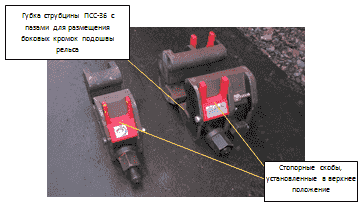 Губка струбцины ПСС-36 с
пазами для размещения
боковых кромок подошвы
рельса
Стопорные скобы,
установленные в верхнее
положение